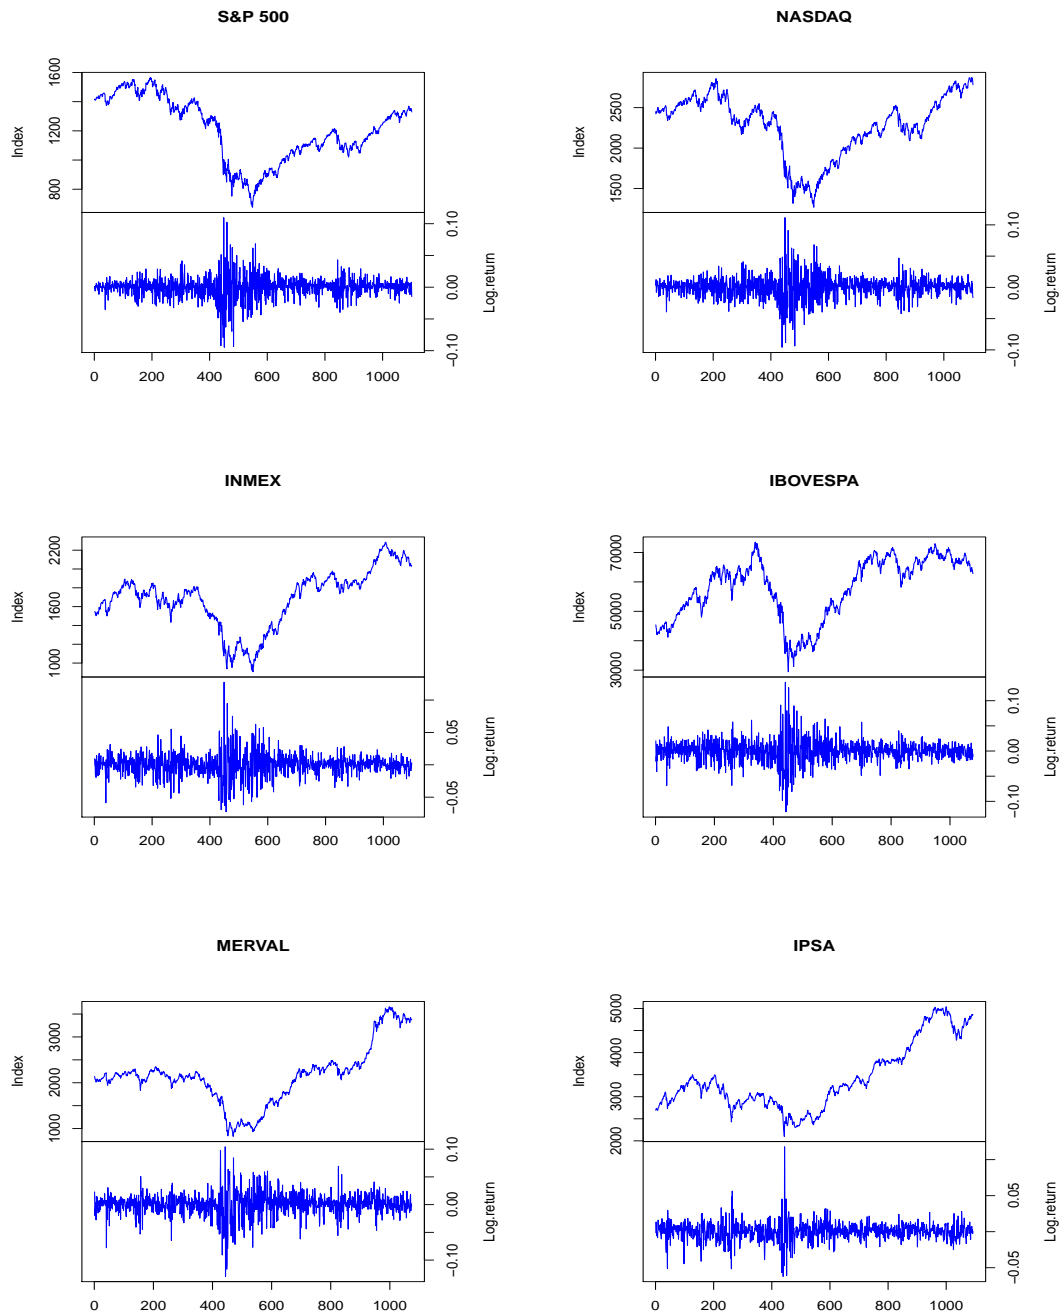 S&P 500
Index
800 1200 1600
−0.10 0.00 0.10
Log.return
0 200 400 600 800 1000
NASDAQ
Index
1500 2000 2500
−0.10 0.00 0.10
Log.return
0 200 400 600 800 1000
INMEX
Index
1000 1600 2200
−0.05 0.05
Log.return
0 200 400 600 800 1000
IBOVESPA
Index
30000 50000 70000
−0.10 0.00 0.10
Log.return
0 200 400 600 800 1000
MERVAL
Index
1000 2000 3000
−0.10 0.00 0.10
Log.return
0 200 400 600 800 1000
IPSA
Index
2000 3000 4000 5000
−0.05 0.05
Log.return
0 200 400 600 800 1000